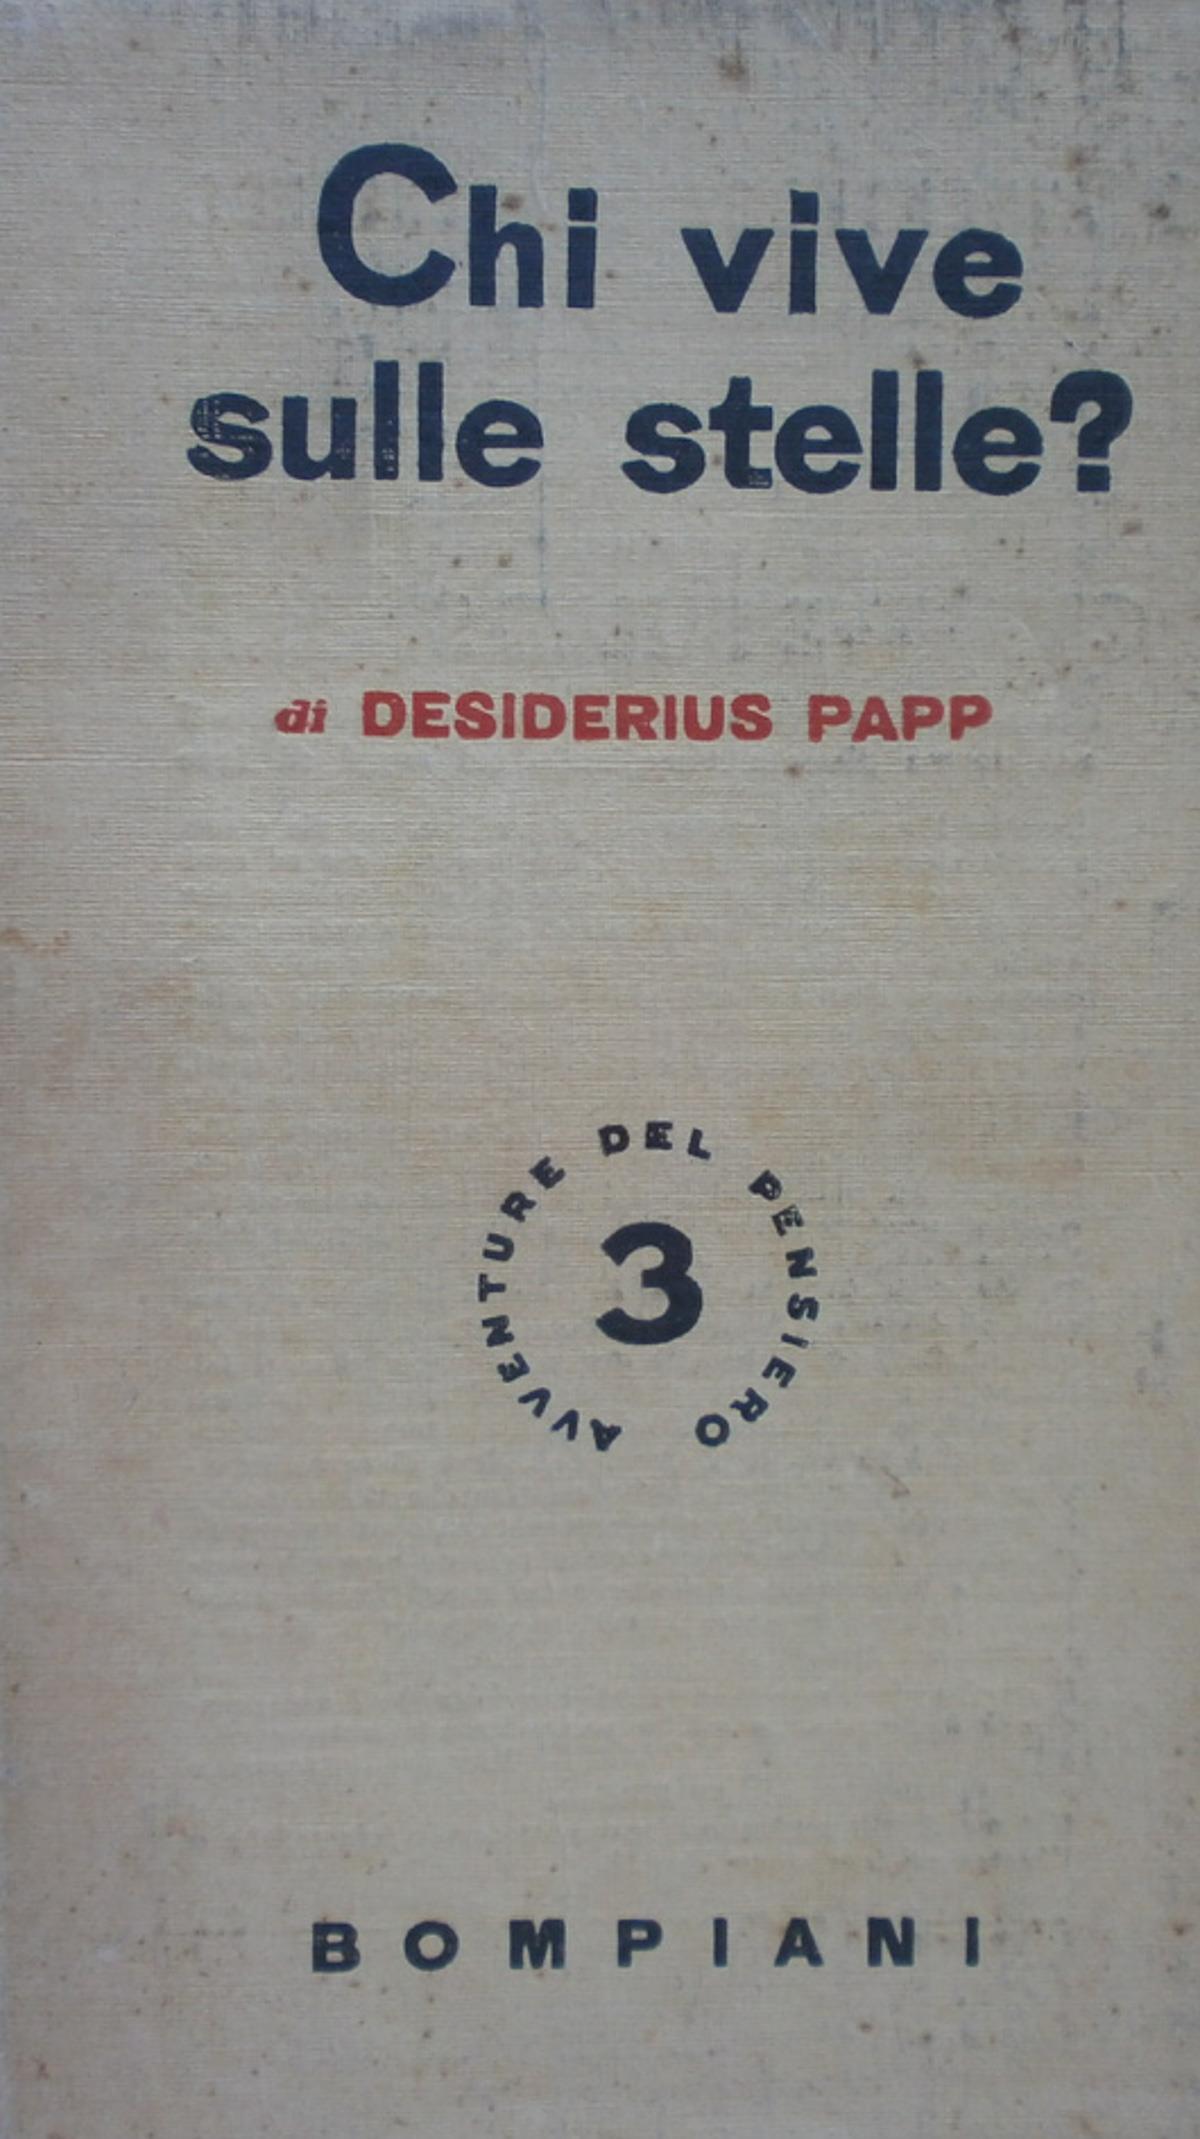 Chi vive
sulle stelle?
di DESIDERIUS PAPP
AVVENTURE DEL PENSIERO
3
BOMPIANI